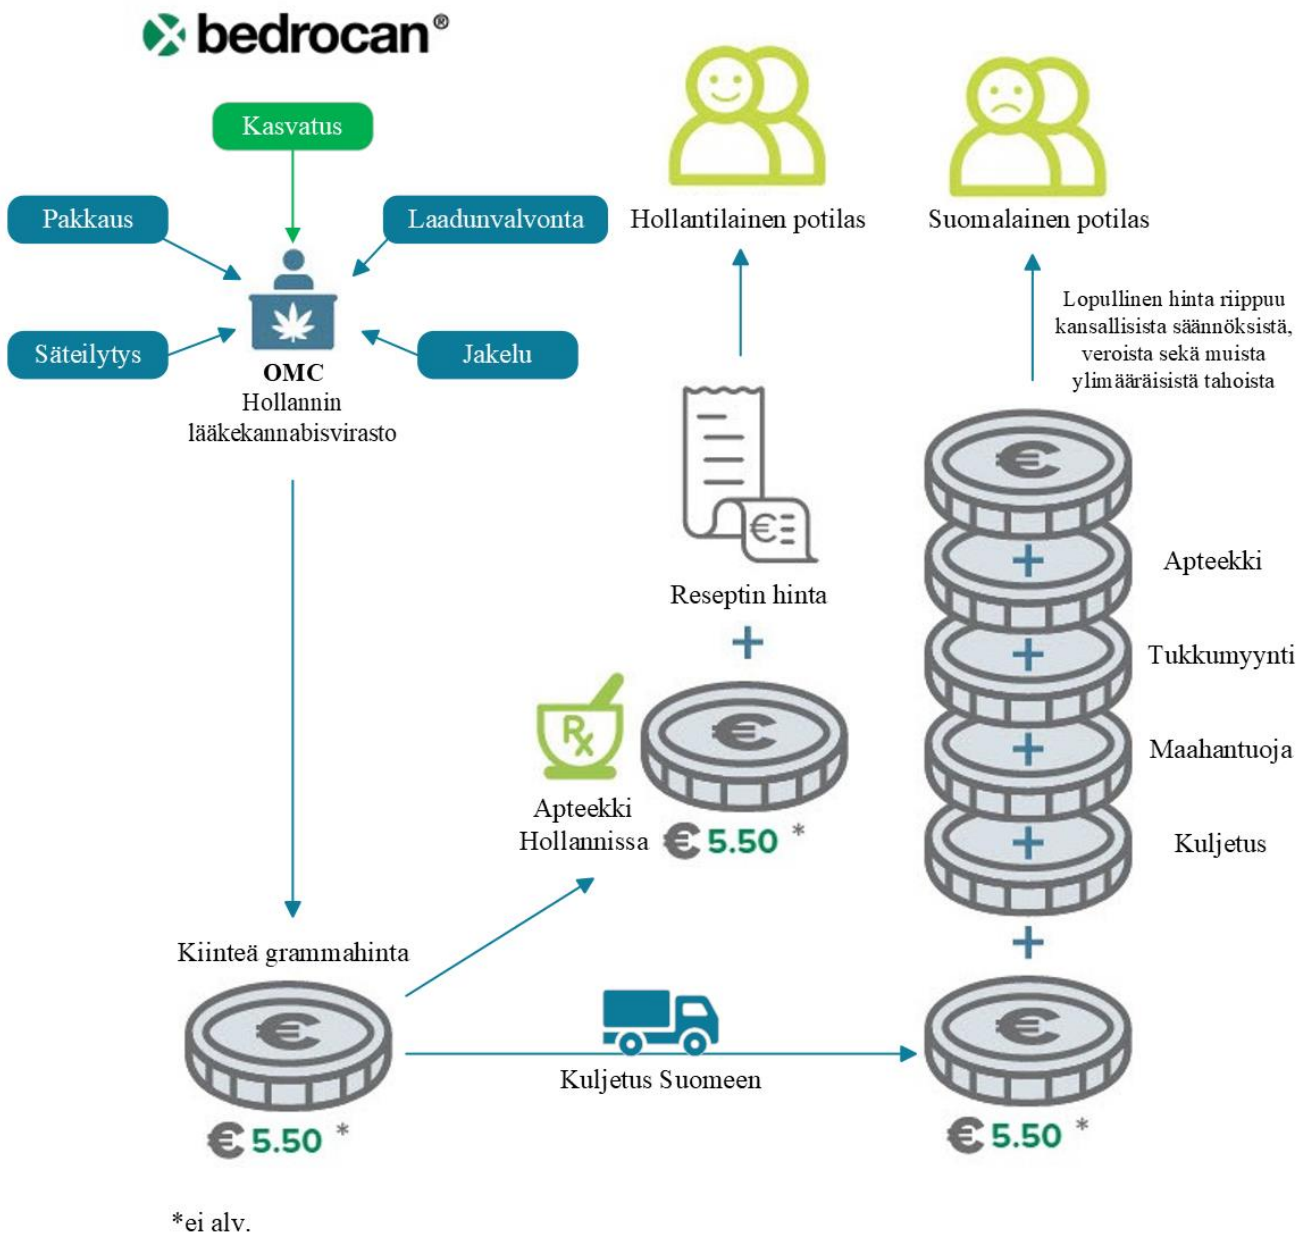 bedrocan®
Kasvatus
Pakkaus
Laadunvalvonta
Säteilytys
Jakelu
OMC
Hollannin
lääkekannabisvirasto
Hollantilainen potilas
Suomalainen potilas
Lopullinen hinta riippuu
kansallisista säännöksistä,
veroista sekä muista
ylimääräisistä tahoista
€
€
Reseptin hinta
+
Rx
€
Apteekki
Hollannissa
€ 5.50 *
+
Apteekki
+
Tukkumyynti
+
Maahantuoja
+
Kuljetus
+
Kiinteä grammahinta
€
€ 5.50 *
Kuljetus Suomeen
€
€ 5.50 *
*ei alv.